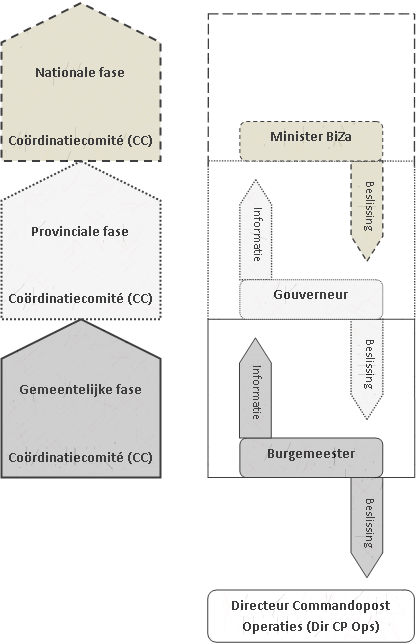 Nationale fase
Coördinatiecomité (CC)
Minister BiZa
Beslissing
Provinciale fase
Coördinatiecomité (CC)
Informatie
Gouverneur
Beslissing
Gemeentelijke fase
Coördinatiecomité (CC)
Informatie
Burgemeester
Beslissing
Directeur Commandopost
Operaties (Dir CP Ops)